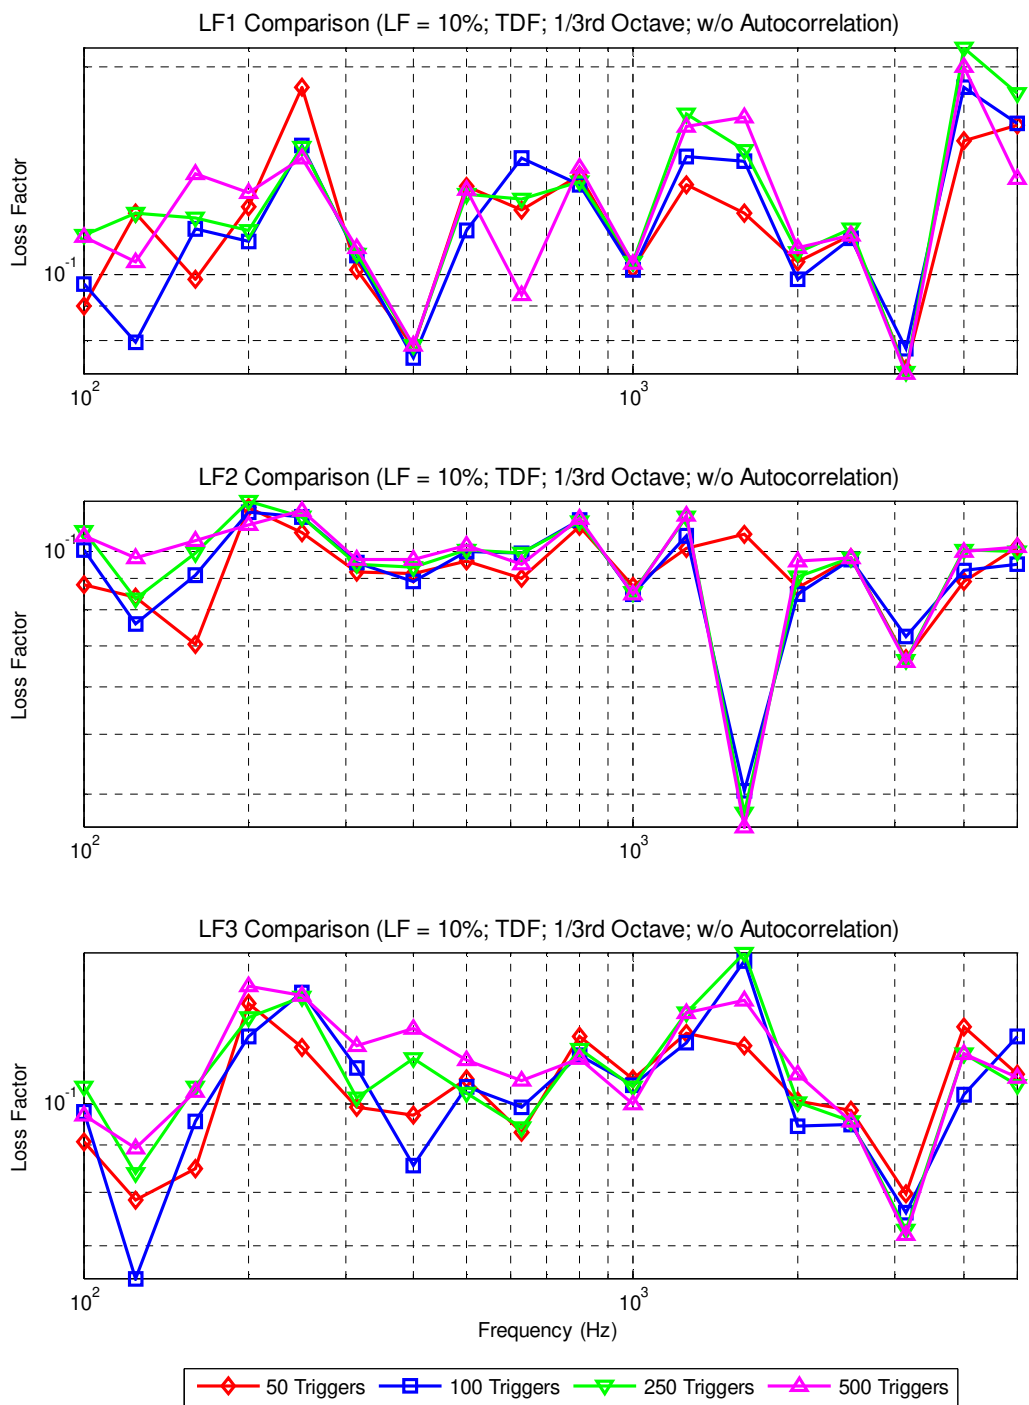 LF1 Comparison (LF = 10%; TDF; 1/3rd Octave; w/o Autocorrelation)
Loss Factor
10^-1
10^2
10^3
LF2 Comparison (LF = 10%; TDF; 1/3rd Octave; w/o Autocorrelation)
Loss Factor
10^-1
10^2
10^3
LF3 Comparison (LF = 10%; TDF; 1/3rd Octave; w/o Autocorrelation)
Loss Factor
10^-1
10^2
10^3
Frequency (Hz)
50 Triggers 100 Triggers 250 Triggers 500 Triggers